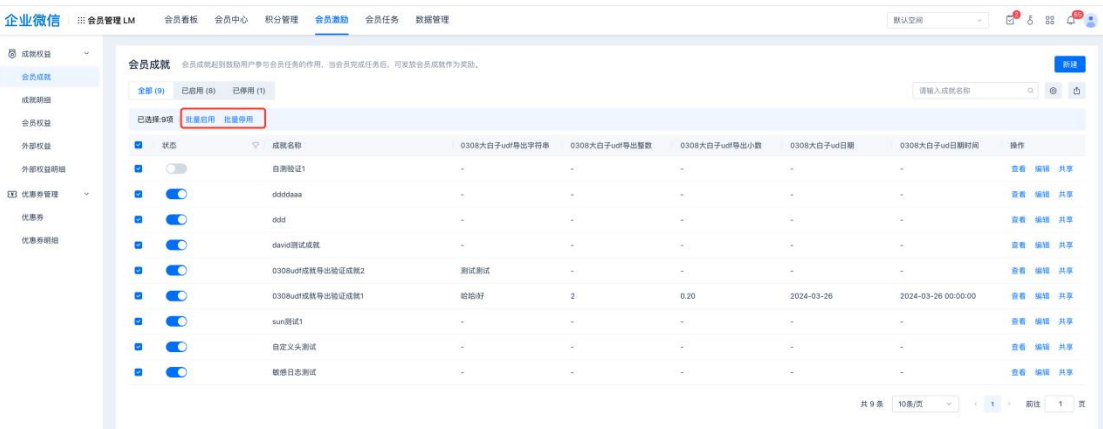 企业微信 会员管理 LM 会员看板 会员中心 积分管理 会员激励 会员任务 数据管理 默认空间
成就权益
会员成就
成就明细
会员权益
外部权益
外部权益明细
优惠券管理
优惠券
优惠券明细
会员成就 会员成就起到鼓励用户参与会员任务的作用，当会员完成任务后，可发放会员成就作为奖励。 新建
全部 (9) 已启用 (8) 已停用 (1) 请输入成就名称
已选择:9项 批量启用 批量停用
状态 成就名称 0308大白子udf导出字符串 0308大白子udf导出整数 0308大白子udf导出小数 0308大白子ud日期 0308大白子ud日期时间 操作
自测验证1 - - - - - 查看 编辑 共享
ddddaaa - - - - - 查看 编辑 共享
ddd - - - - - 查看 编辑 共享
david测试成就 - - - - - 查看 编辑 共享
0308udf成就导出验证成就2 测试测试 - - - - 查看 编辑 共享
0308udf成就导出验证成就1 哈哈i好 2 0.20 2024-03-26 2024-03-26 00:00:00 查看 编辑 共享
sun测试1 - - - - - 查看 编辑 共享
自定义头测试 - - - - - 查看 编辑 共享
敏感日志测试 - - - - - 查看 编辑 共享
共 9 条 10条/页 1 前往 1 页